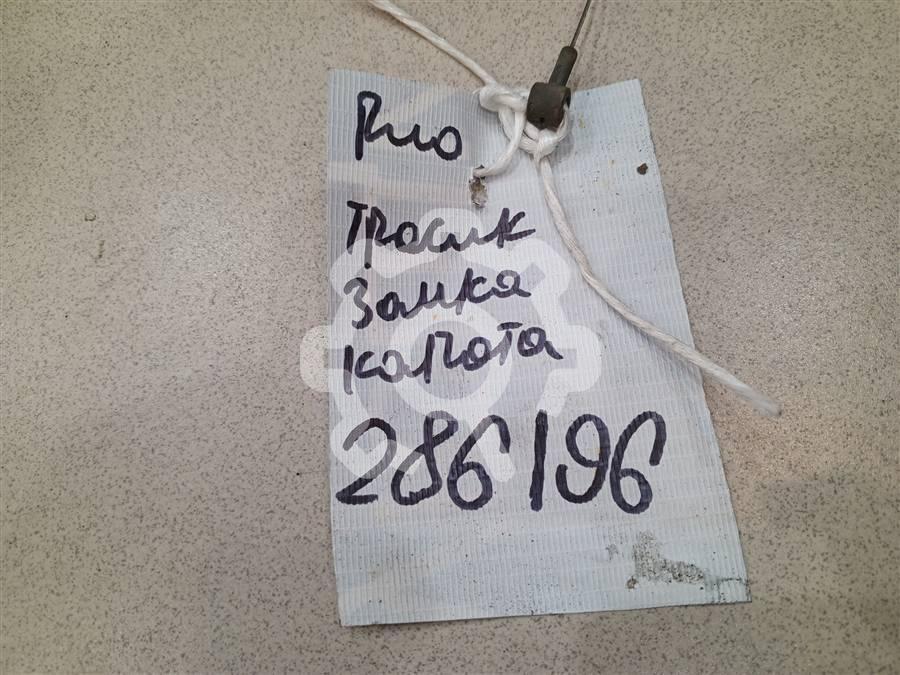 Rио
Тросик
Замка
капота
286196